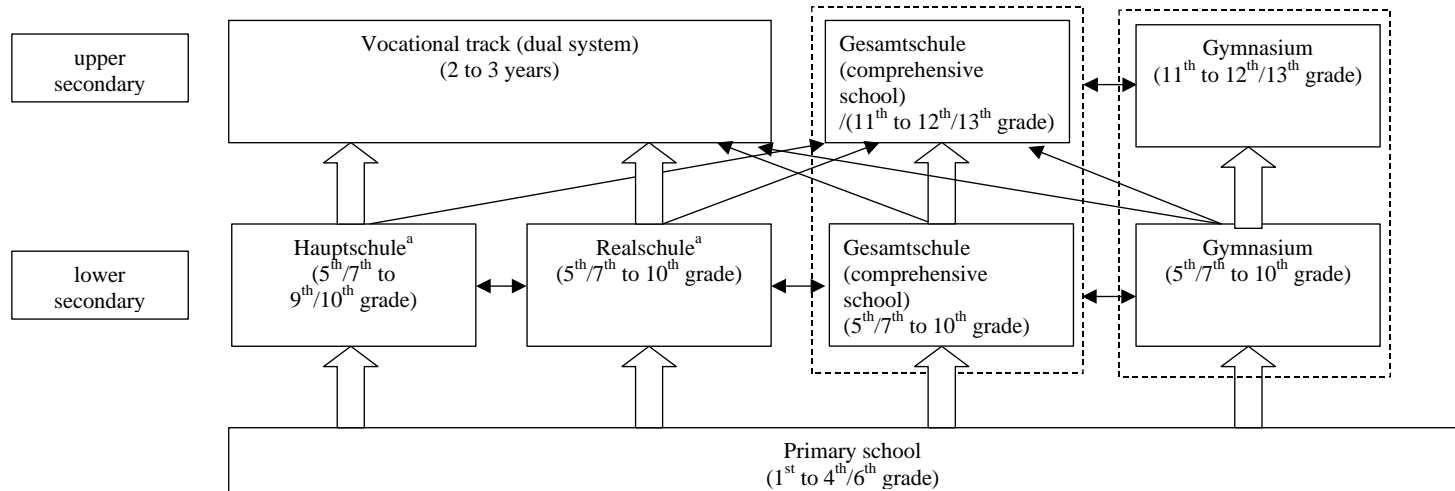 upper
secondary
Vocational track (dual system)
(2 to 3 years)
Gesamtschule
(comprehensive
school)
/(11th to 12th/13th grade)
Gymnasium
(11th to 12th/13th grade)
lower
secondary
Hauptschuleᵃ
(5th/7th to
9th/10th grade)
Realschuleᵃ
(5th/7th to 10th grade)
Gesamtschule
(comprehensive
school)
(5th/7th to 10th grade)
Gymnasium
(5th/7th to 10th grade)
Primary school
(1st to 4th/6th grade)